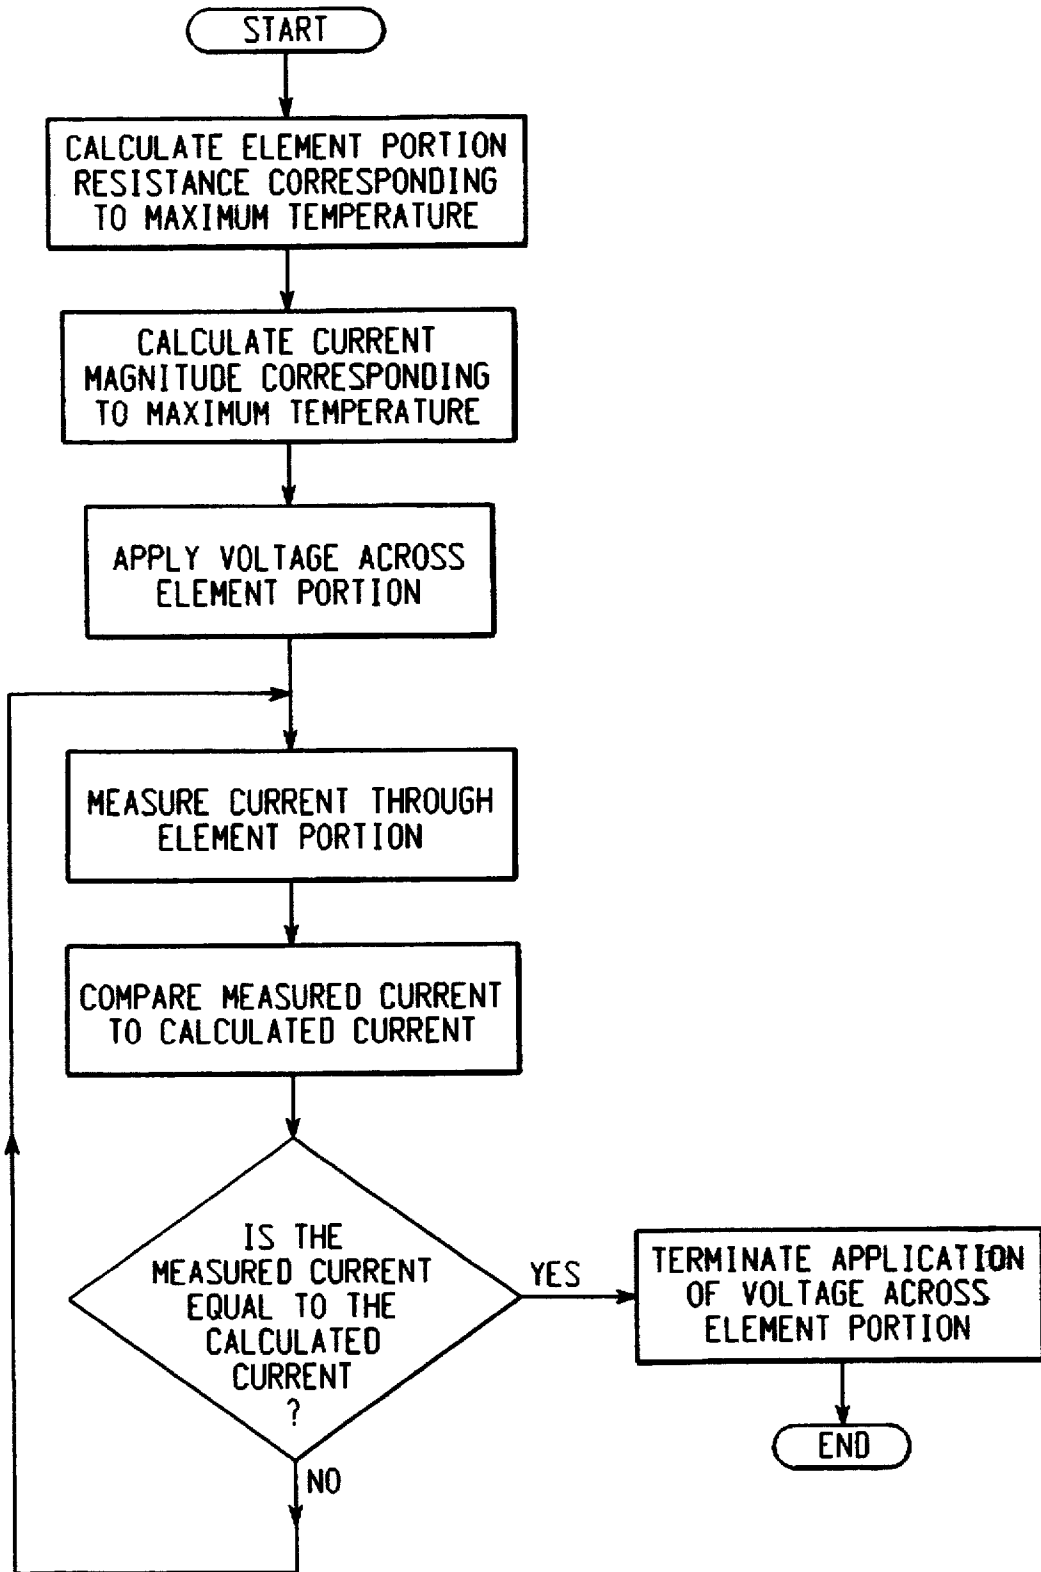 START
CALCULATE ELEMENT PORTION
RESISTANCE CORRESPONDING
TO MAXIMUM TEMPERATURE
CALCULATE CURRENT
MAGNITUDE CORRESPONDING
TO MAXIMUM TEMPERATURE
APPLY VOLTAGE ACROSS
ELEMENT PORTION
MEASURE CURRENT THROUGH
ELEMENT PORTION
COMPARE MEASURED CURRENT
TO CALCULATED CURRENT
IS THE
MEASURED CURRENT
EQUAL TO THE
CALCULATED
CURRENT
?
YES
TERMINATE APPLICATION
OF VOLTAGE ACROSS
ELEMENT PORTION
END
NO